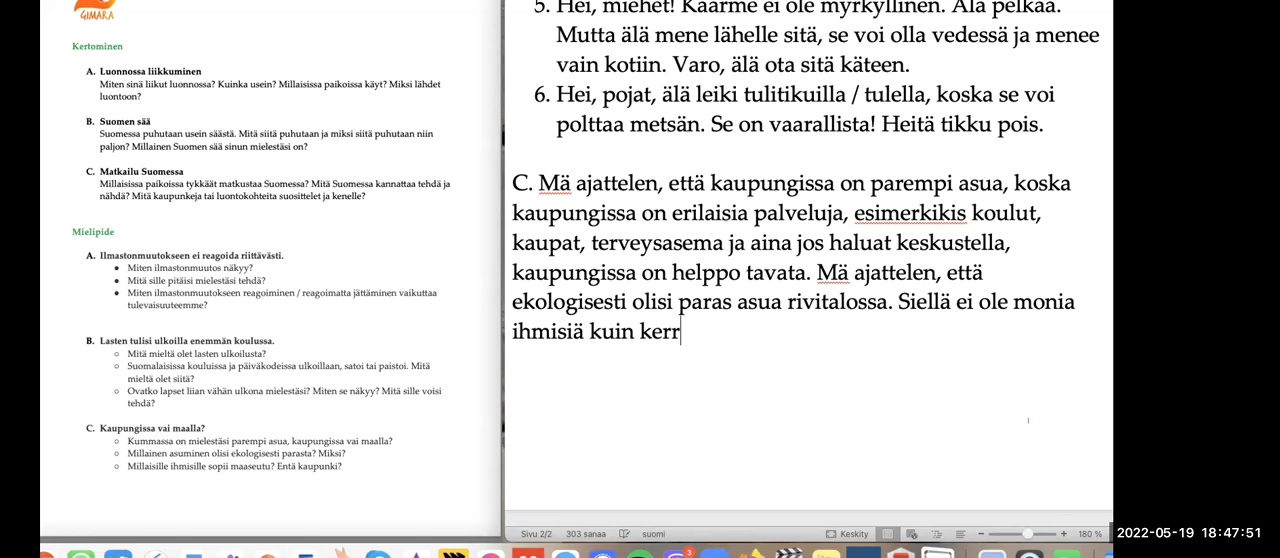 GIMARA
Kertominen
A. Luonnossa liikkuminen
Miten sinä liikut luonnossa? Kuinka usein? Millaisissa paikoissa käyt? Miksi lähdet
luontoon?
B. Suomen sää
Suomessa puhutaan usein säästä. Mitä siitä puhutaan ja miksi siitä puhutaan niin
paljon? Millainen Suomen sää sinun mielestäsi on?
C. Matkailu Suomessa
Millaisissa paikoissa tykkäät matkustaa Suomessa? Mitä Suomessa kannattaa tehdä ja
nähdä? Mitä kaupunkeja tai luontokohteita suosittelet ja kenelle?
Mielipide
A. Ilmastonmuutokseen ei reagoida riittävästi.
● Miten ilmastonmuutos näkyy?
● Mitä sille pitäisi mielestäsi tehdä?
● Miten ilmastonmuutokseen reagoiminen / reagoimatta jättäminen vaikuttaa
tulevaisuuteemme?
B. Lasten tulisi ulkoilla enemmän koulussa.
○ Mitä mieltä olet lasten ulkoilusta?
○ Suomalaisissa kouluissa ja päiväkodeissa ulkoillaan, satoi tai paistoi. Mitä
mieltä olet siitä?
○ Ovatko lapset liian vähän ulkona mielestäsi? Miten se näkyy? Mitä sille voisi
tehdä?
C. Kaupungissa vai maalla?
○ Kummassa on mielestäsi parempi asua, kaupungissa vai maalla?
○ Millainen asuminen olisi ekologisesti parasta? Miksi?
○ Millaisille ihmisille sopii maaseutu? Entä kaupunki?
5. Hei, miehet! Käärme ei ole myrkyllinen. Älä pelkää.
Mutta älä mene lähelle sitä, se voi olla vedessä ja menee
vain kotiin. Varo, älä ota sitä käteen.
6. Hei, pojat, älä leiki tulitikuilla / tulella, koska se voi
polttaa metsän. Se on vaarallista! Heitä tikku pois.
C. Mä ajattelen, että kaupungissa on parempi asua, koska
kaupungissa on erilaisia palveluja, esimerkikis koulut,
kaupat, terveysasema ja aina jos haluat keskustella,
kaupungissa on helppo tavata. Mä ajattelen, että
ekologisesti olisi paras asua rivitalossa. Siellä ei ole monia
ihmisiä kuin kerr
Sivu 2/2 303 sanaa suomi Keskity 180 %
3
2022-05-19 18:47:51